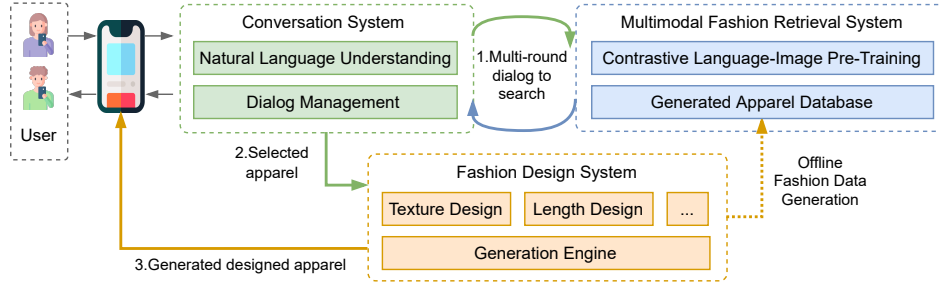 Conversation System
Multimodal Fashion Retrieval System
Natural Language Understanding
Dialog Management
1.Multi-round
dialog to
search
Contrastive Language-Image Pre-Training
Generated Apparel Database
User
2.Selected
apparel
Fashion Design System
Texture Design
Length Design
...
Generation Engine
Offline
Fashion Data
Generation
3.Generated designed apparel